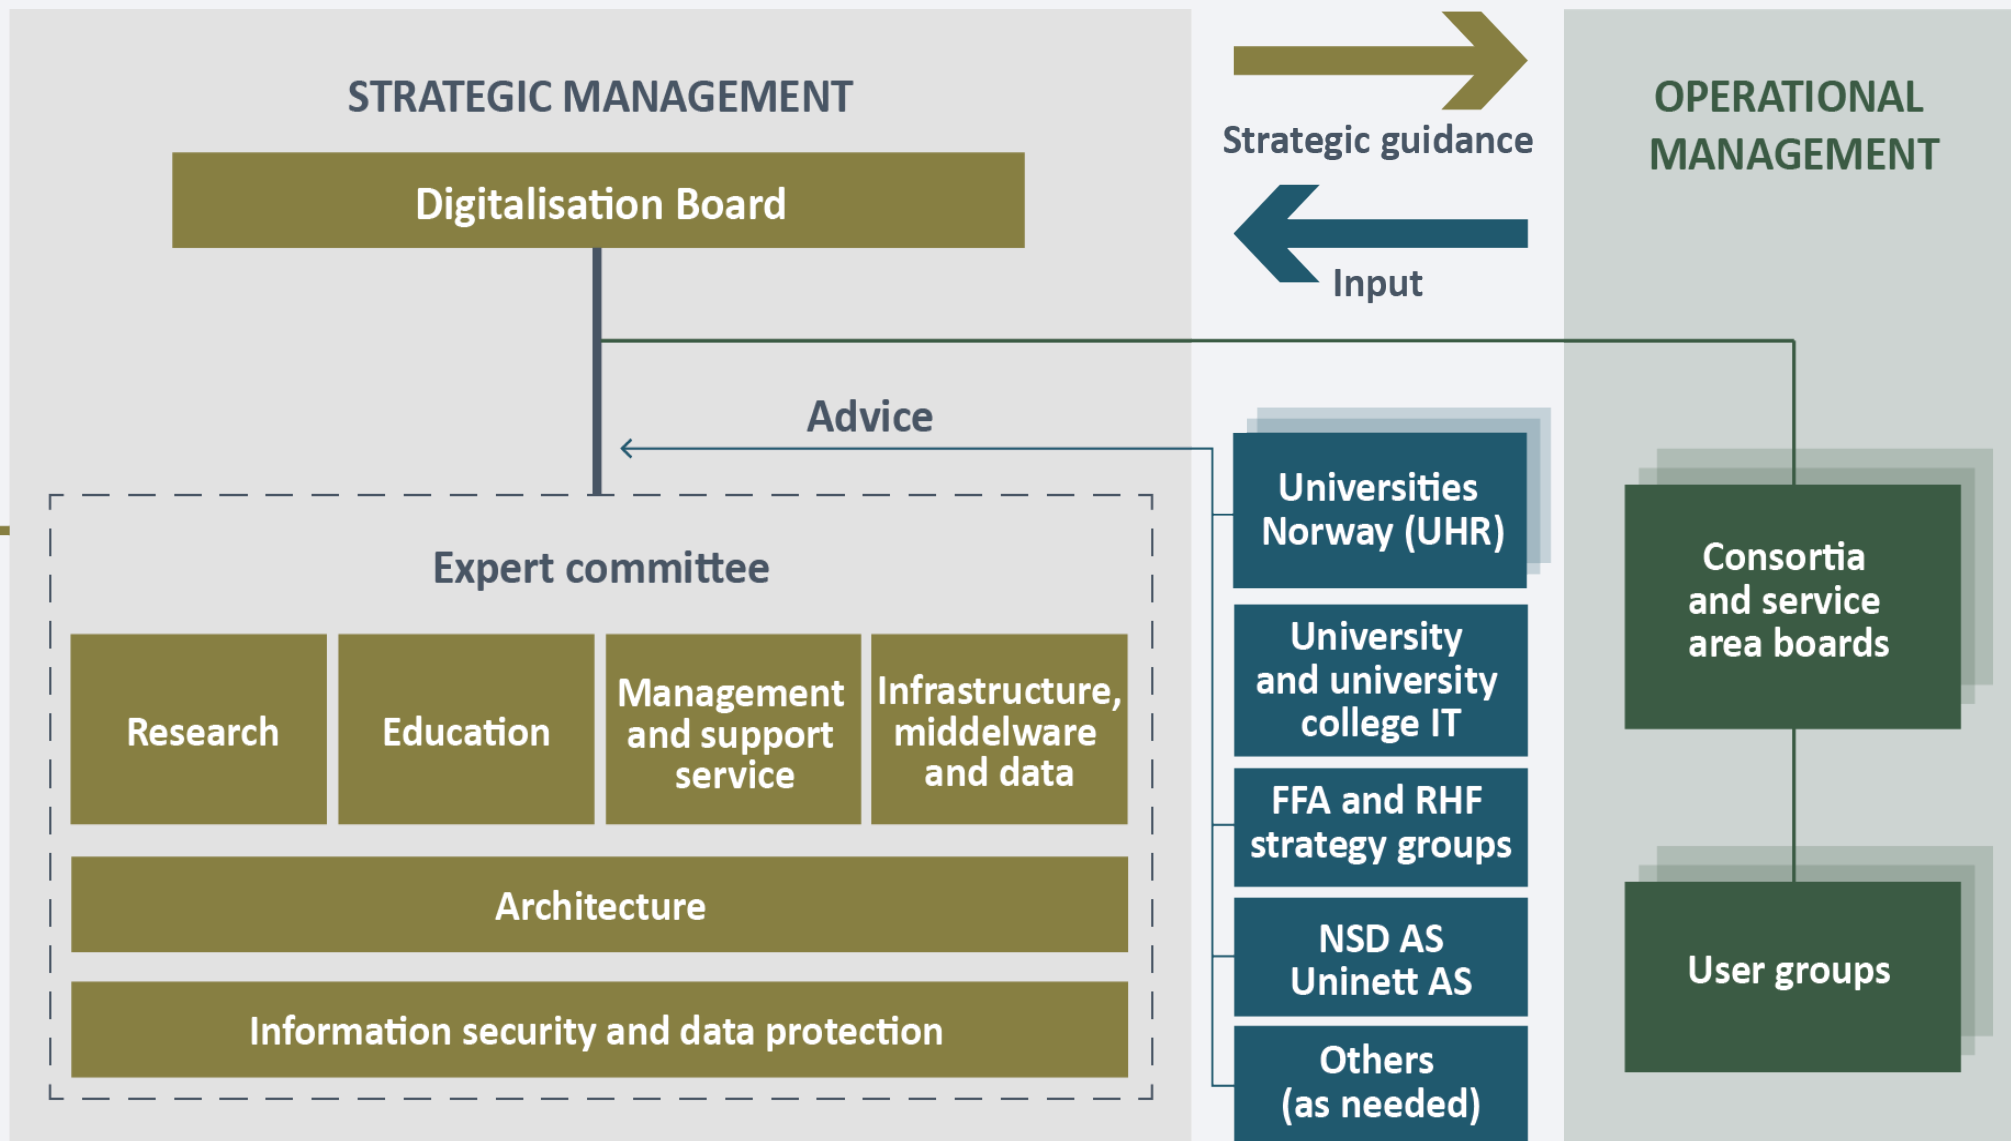 STRATEGIC MANAGEMENT
Digitalisation Board
Strategic guidance
Input
OPERATIONAL
MANAGEMENT
Advice
Expert committee
Research
Education
Management
and support
service
Infrastructure,
middelware
and data
Architecture
Information security and data protection
Universities
Norway (UHR)
University
and university
college IT
FFA and RHF
strategy groups
NSD AS
Uninett AS
Others
(as needed)
Consortia
and service
area boards
User groups